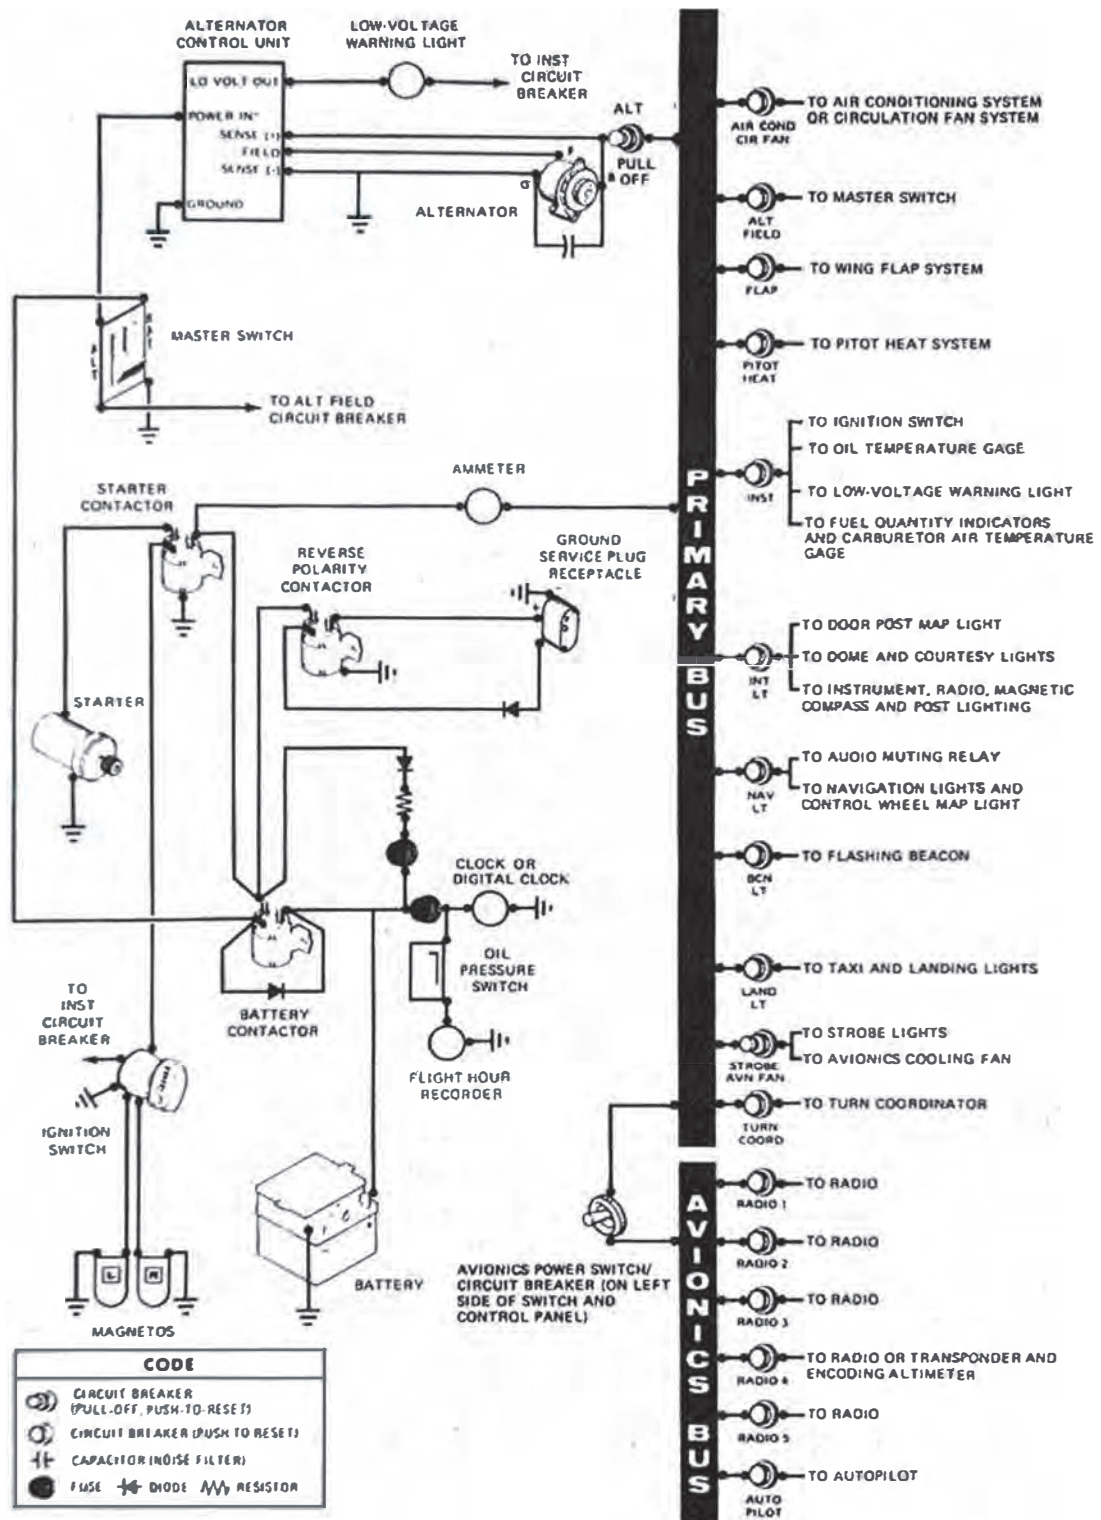 ALTERNATOR
CONTROL UNIT
LOW-VOLTAGE
WARNING LIGHT
LO VOLT OUT
TO INST
CIRCUIT
BREAKER
POWER IN
SENSE (+)
FIELD
SENSE (-)
GROUND
ALT
PULL
OFF
F
G
B
ALTERNATOR
TO AIR CONDITIONING SYSTEM
OR CIRCULATION FAN SYSTEM
AIR COND
CIR FAN
TO MASTER SWITCH
ALT
FIELD
TO WING FLAP SYSTEM
FLAP
BAT
ALT
MASTER SWITCH
TO PITOT HEAT SYSTEM
PITOT
HEAT
TO ALT FIELD
CIRCUIT BREAKER
TO IGNITION SWITCH
TO OIL TEMPERATURE GAGE
INST
TO LOW-VOLTAGE WARNING LIGHT
TO FUEL QUANTITY INDICATORS
AND CARBURETOR AIR TEMPERATURE
GAGE
STARTER
CONTACTOR
AMMETER
REVERSE
POLARITY
CONTACTOR
GROUND
SERVICE PLUG
RECEPTACLE
+
PRIMARY BUS
TO DOOR POST MAP LIGHT
TO DOME AND COURTESY LIGHTS
INT
LT
TO INSTRUMENT, RADIO, MAGNETIC
COMPASS AND POST LIGHTING
STARTER
TO AUDIO MUTING RELAY
NAV
LT
TO NAVIGATION LIGHTS AND
CONTROL WHEEL MAP LIGHT
CLOCK OR
DIGITAL CLOCK
TO FLASHING BEACON
BCN
LT
OIL
PRESSURE
SWITCH
TO TAXI AND LANDING LIGHTS
LAND
LT
TO
INST
CIRCUIT
BREAKER
BATTERY
CONTACTOR
TO STROBE LIGHTS
TO AVIONICS COOLING FAN
STROBE
AVN FAN
FLIGHT HOUR
RECORDER
IGNITION
SWITCH
TO TURN COORDINATOR
TURN
COORD
AVIONICS BUS
TO RADIO
RADIO 1
TO RADIO
RADIO 2
BATTERY
AVIONICS POWER SWITCH/
CIRCUIT BREAKER (ON LEFT
SIDE OF SWITCH AND
CONTROL PANEL)
L
R
MAGNETOS
TO RADIO
RADIO 3
TO RADIO OR TRANSPONDER AND
ENCODING ALTIMETER
RADIO 4
TO RADIO
RADIO 5
TO AUTOPILOT
AUTO
PILOT
CODE
CIRCUIT BREAKER
(PULL-OFF, PUSH-TO-RESET)
CIRCUIT BREAKER (PUSH TO RESET)
CAPACITOR (NOISE FILTER)
FUSE DIODE RESISTOR